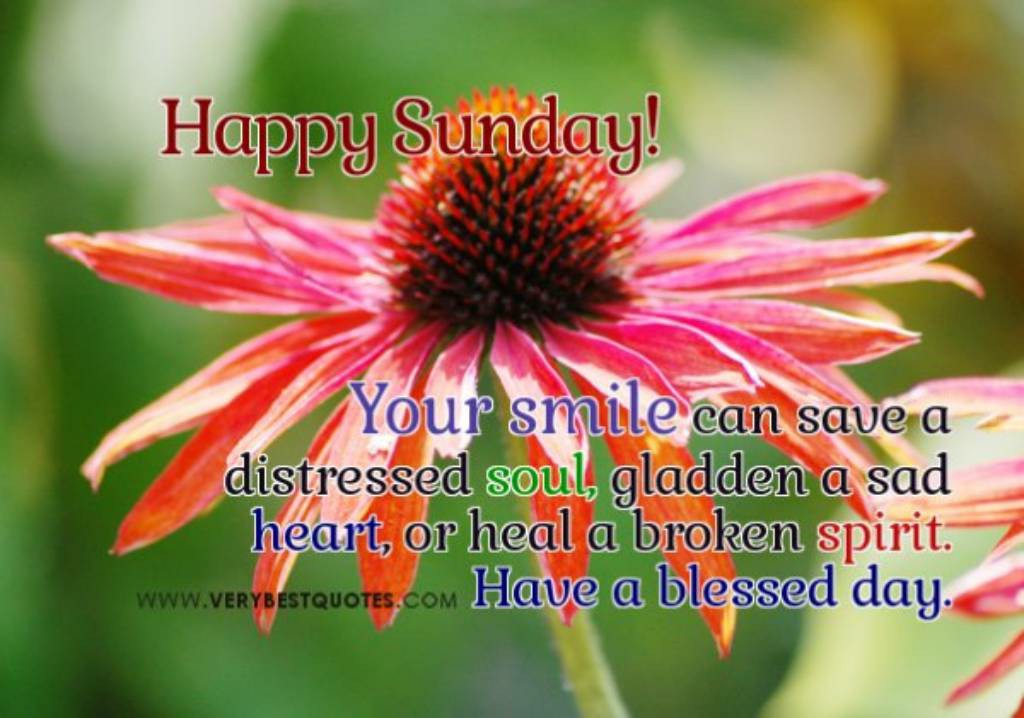 Happy Sunday!
Your smile can save a
distressed soul, gladden a sad
heart, or heal a broken spirit.
Have a blessed day.
WWW.VERYBESTQUOTES.COM